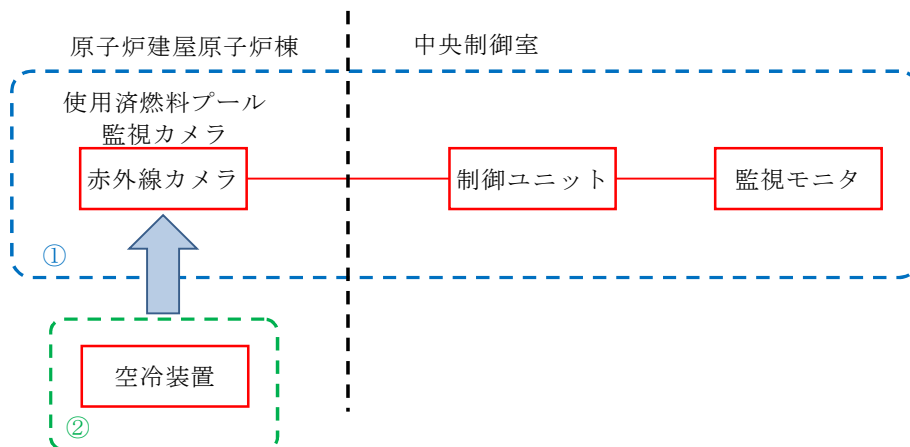 原子炉建屋原子炉棟
中央制御室
使用済燃料プール
監視カメラ
赤外線カメラ
制御ユニット
監視モニタ
①
空冷装置
②